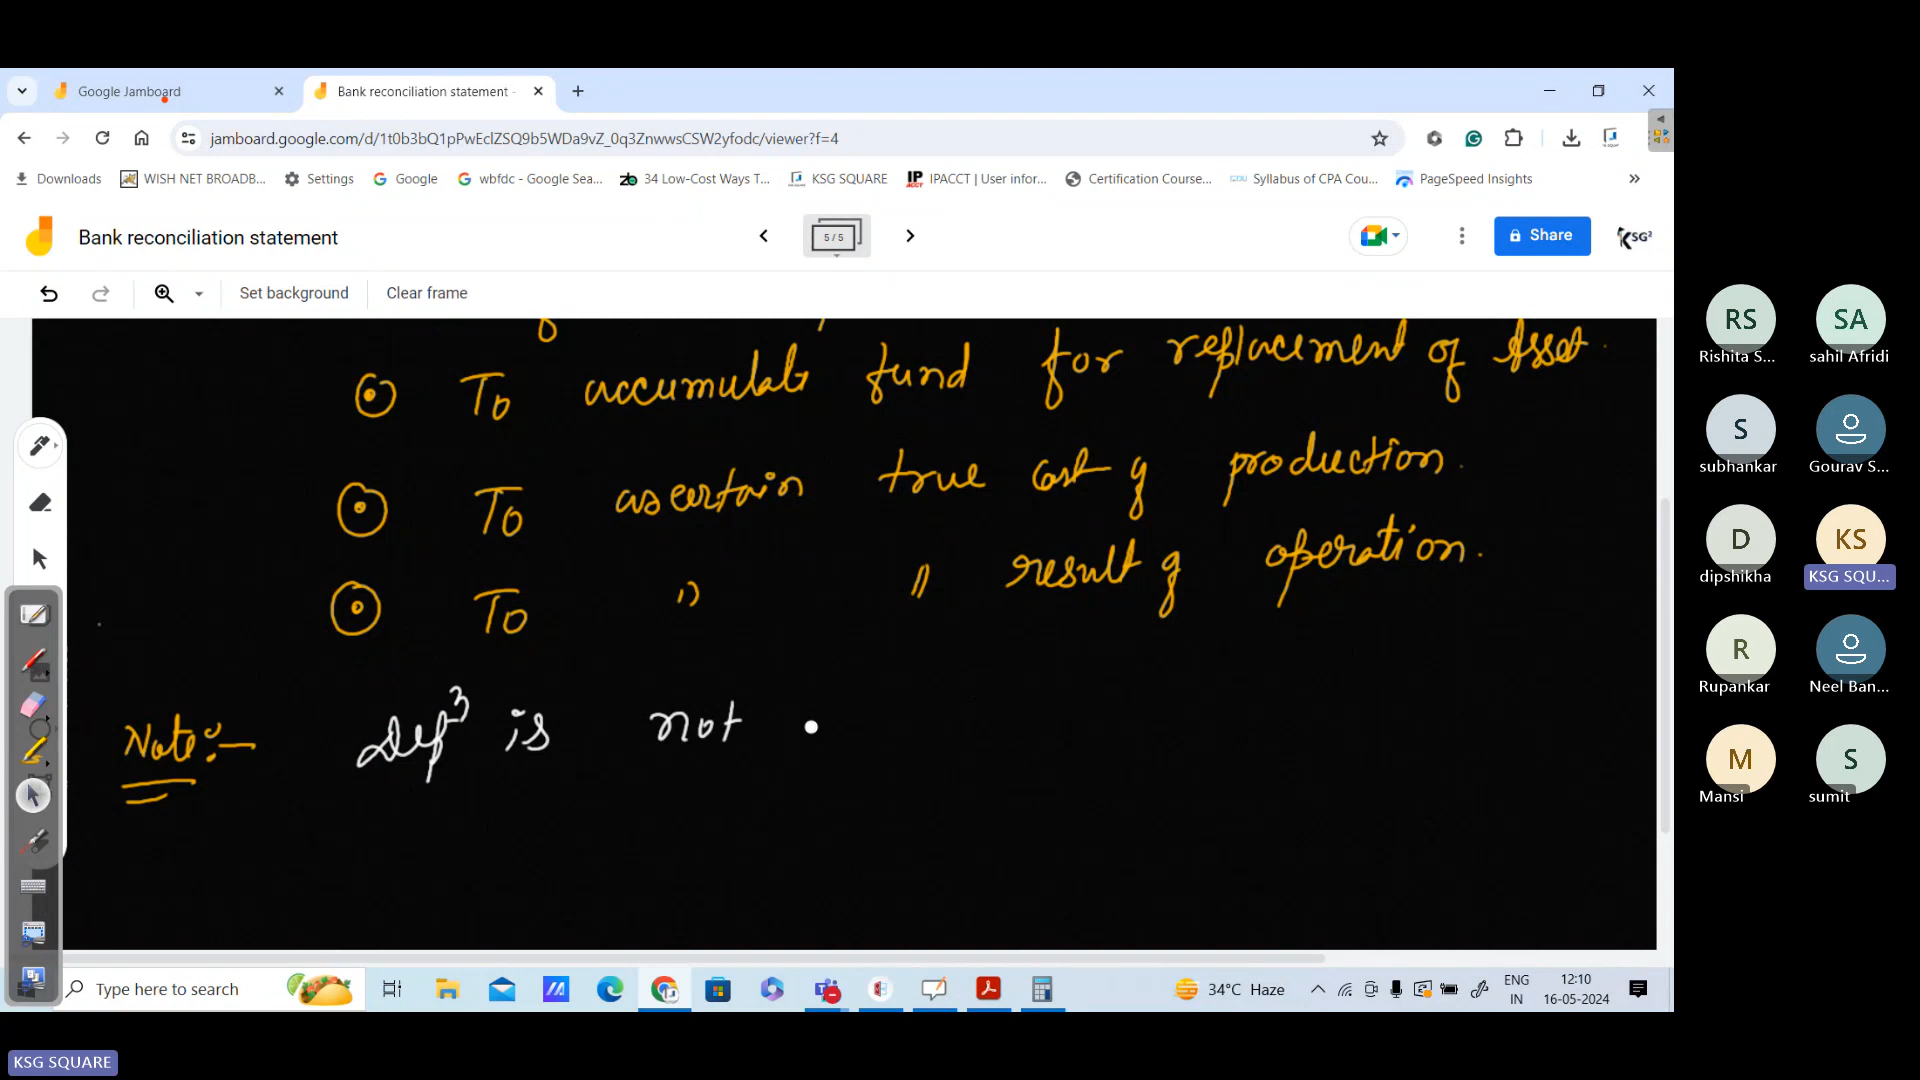 Google Jamboard
Bank reconciliation statement -
jamboard.google.com/d/1t0b3bQ1pPwEclZSQ9b5WDa9vZ_0q3ZnwwsCSW2yfodc/viewer?f=4
Downloads WISH NET BROADB... Settings Google wbfdc - Google Sea... 34 Low-Cost Ways T... KSG SQUARE IPACCT | User infor... Certification Course... Syllabus of CPA Cou... PageSpeed Insights
Bank reconciliation statement
5 / 5
Share
KSG²
Set background Clear frame
To accumulate fund for replacement of Asset.
To ascertain true cost of production.
To " " result of operation.
Note:- Dep³ is not
RS SA
Rishita S... sahil Afridi
S
subhankar Gourav S...
D KS
dipshikha KSG SQU...
R
Rupankar Neel Ban...
M S
Mansi sumit
Type here to search
34°C Haze
ENG
IN
12:10
16-05-2024
KSG SQUARE